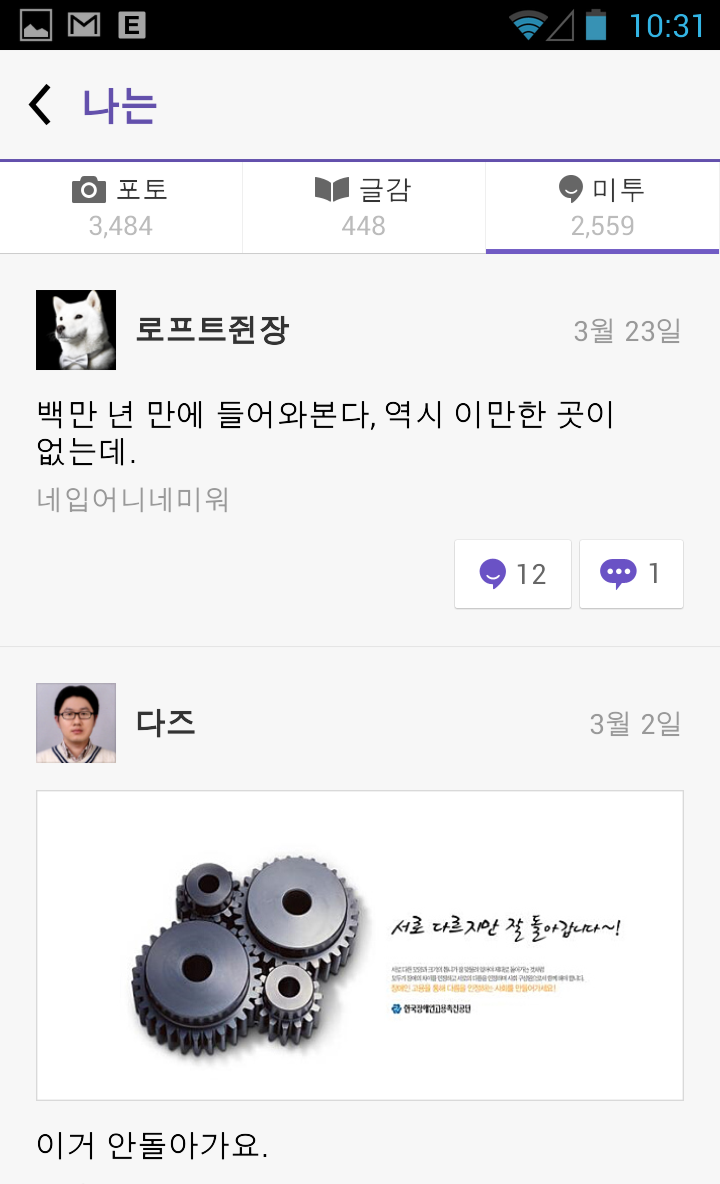 E 10:31
나는
포토
3,484
글감
448
미투
2,559
로프트쥔장
3월 23일
백만 년 만에 들어와본다, 역시 이만한 곳이
없는데.
네입어니네미워
12
1
다즈
3월 2일
서로 다르지만 잘 돌아갑니다~!
장애인 고용을 통해 다름을 인정하는 사회를 만들어가세요!
한국장애인고용촉진공단
이거 안돌아가요.